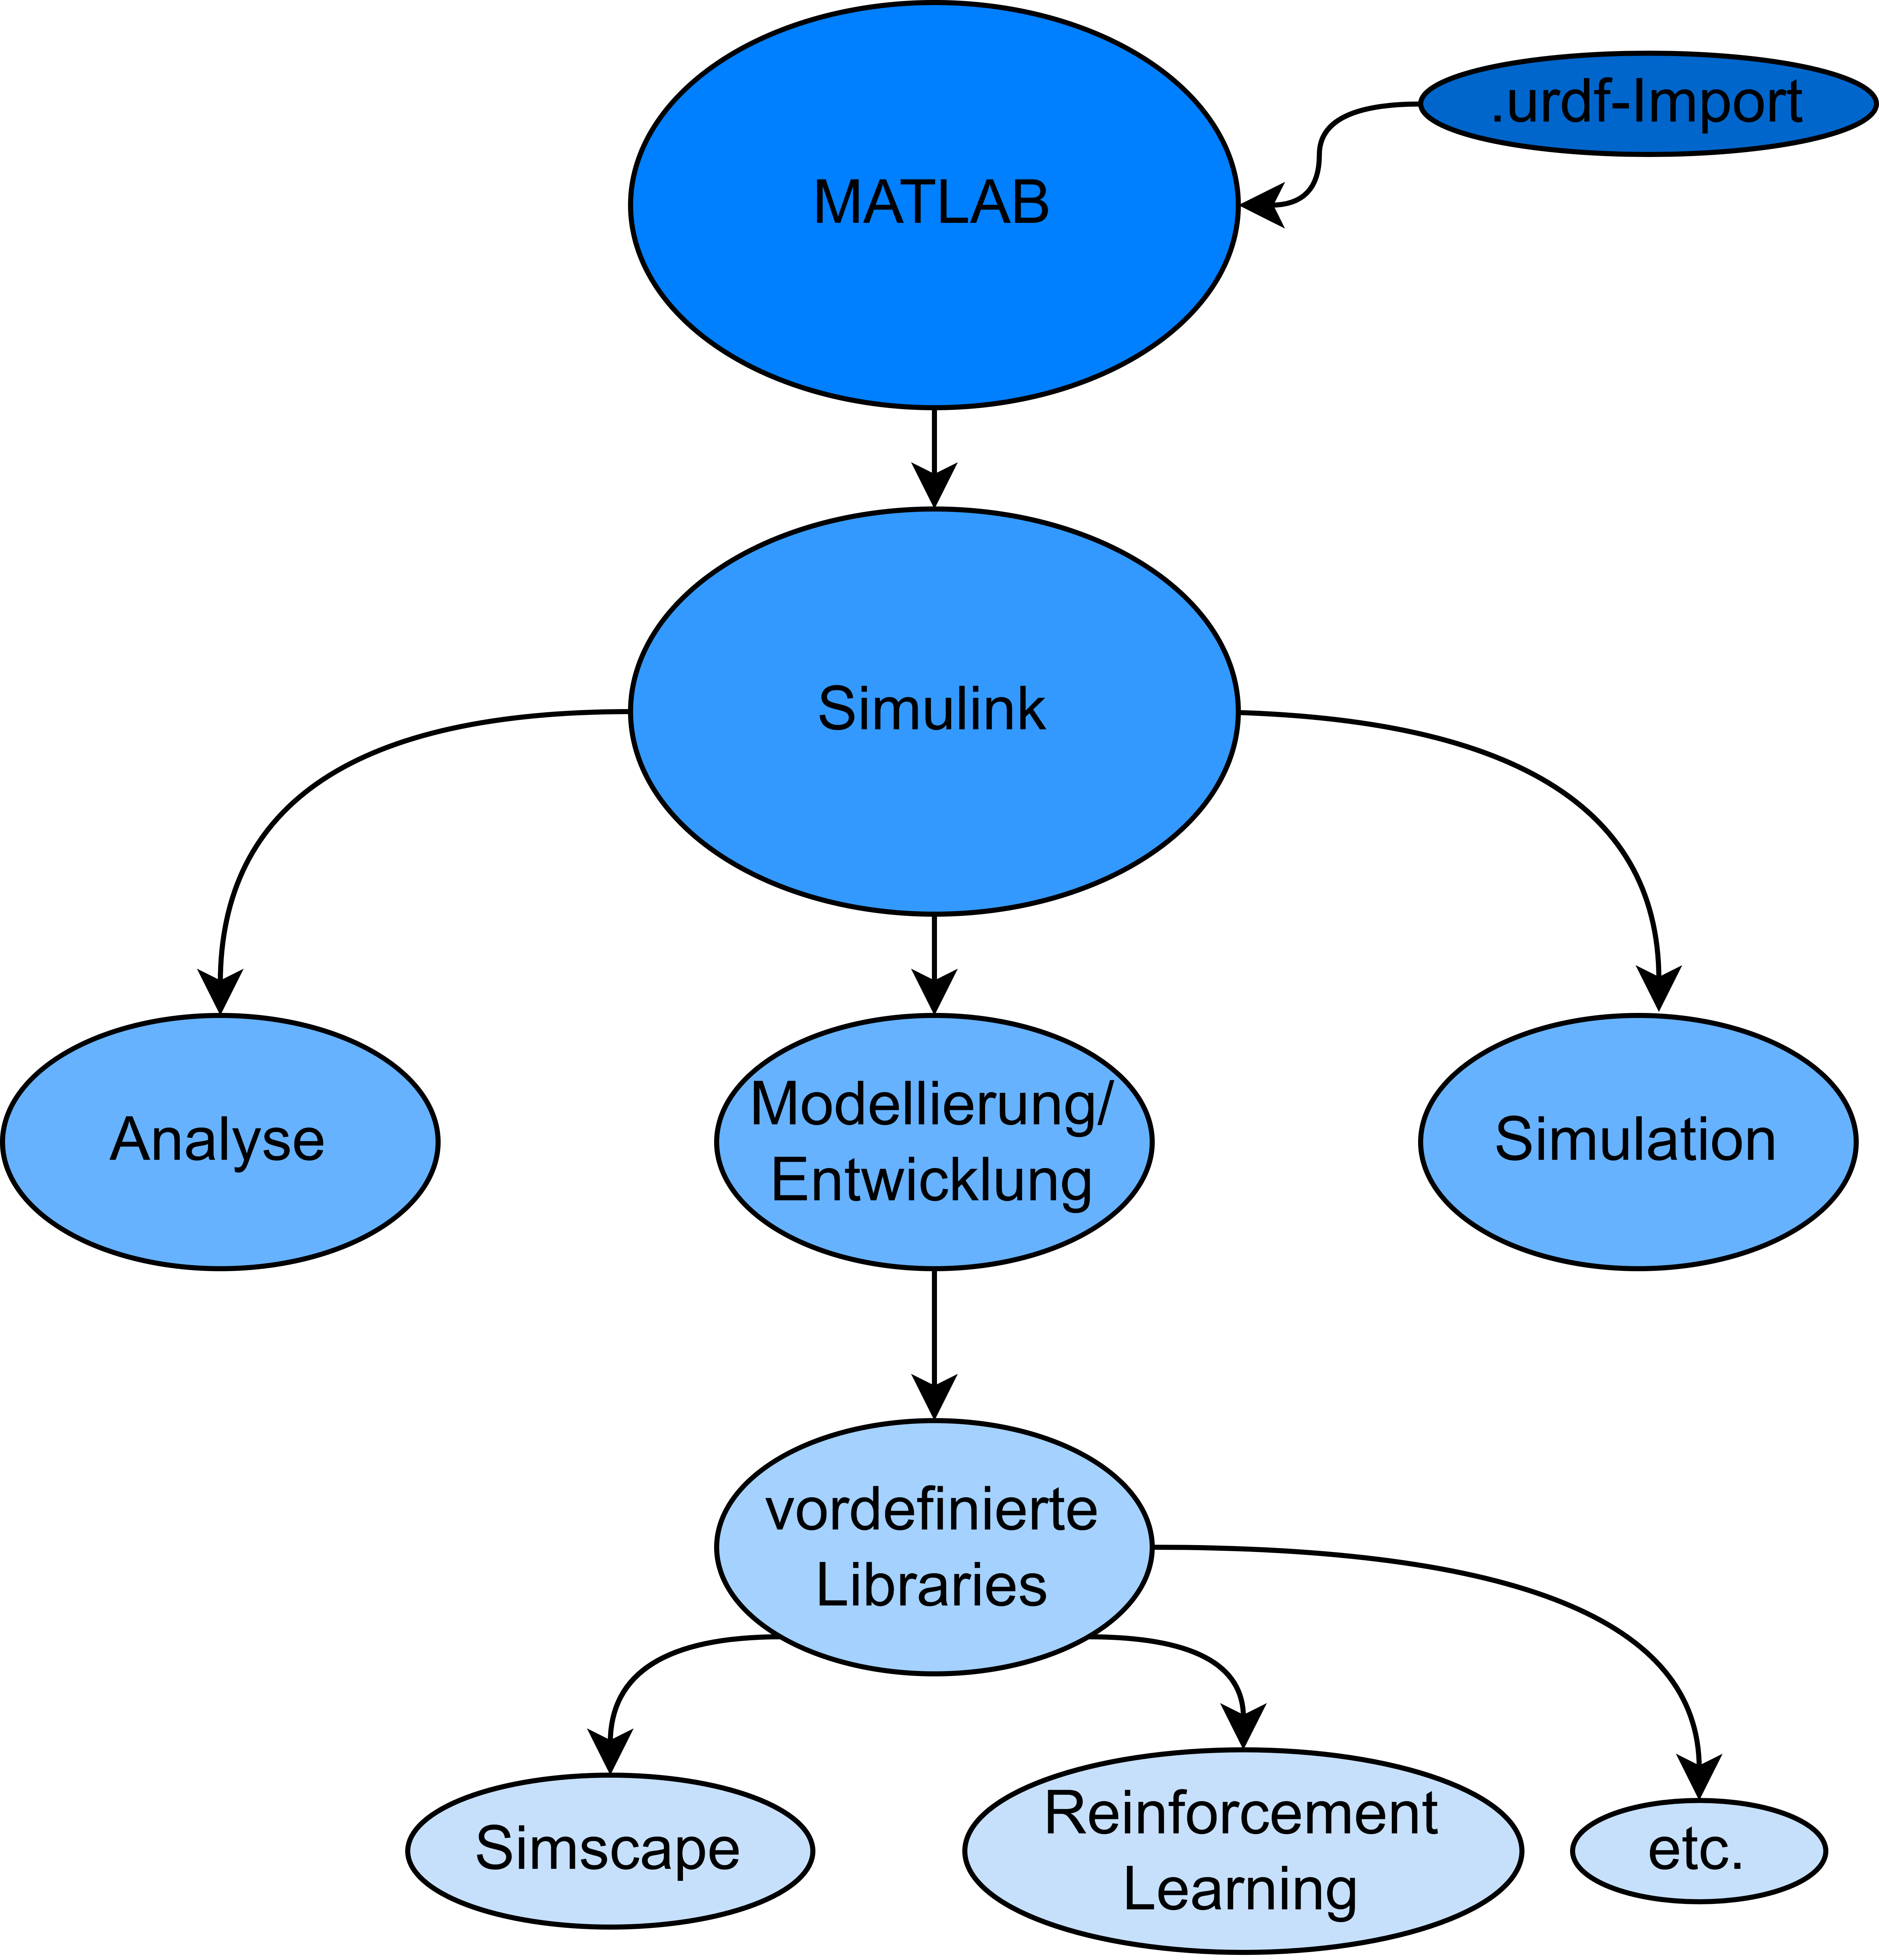 .urdf-Import
MATLAB
Simulink
Analyse
Modellierung/
Entwicklung
Simulation
vordefinierte
Libraries
Simscape
Reinforcement
Learning
etc.